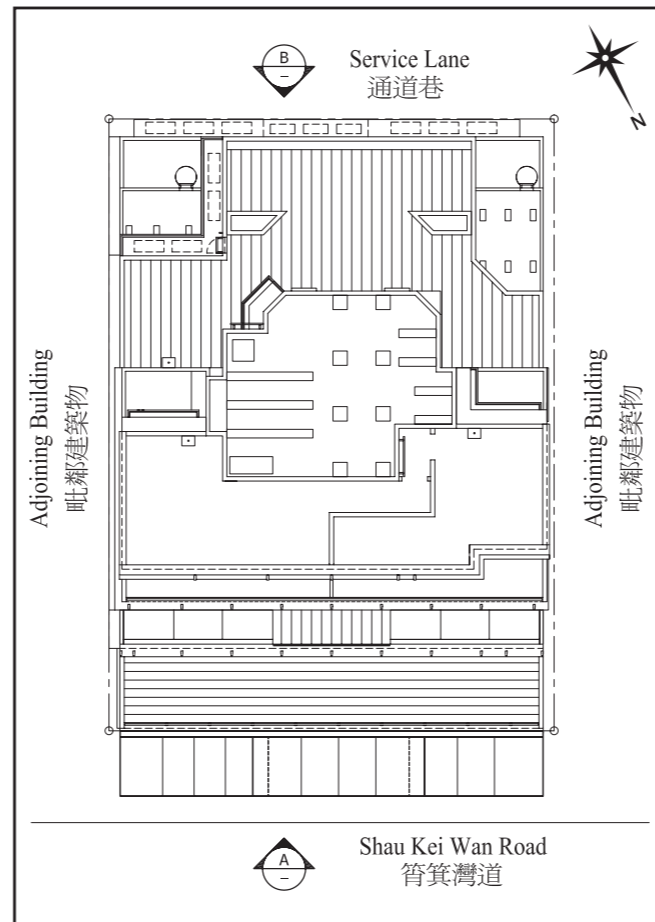 B
–
Service Lane
通道巷
N
Adjoining Building
毗鄰建築物
Adjoining Building
毗鄰建築物
A
–
Shau Kei Wan Road
筲箕灣道